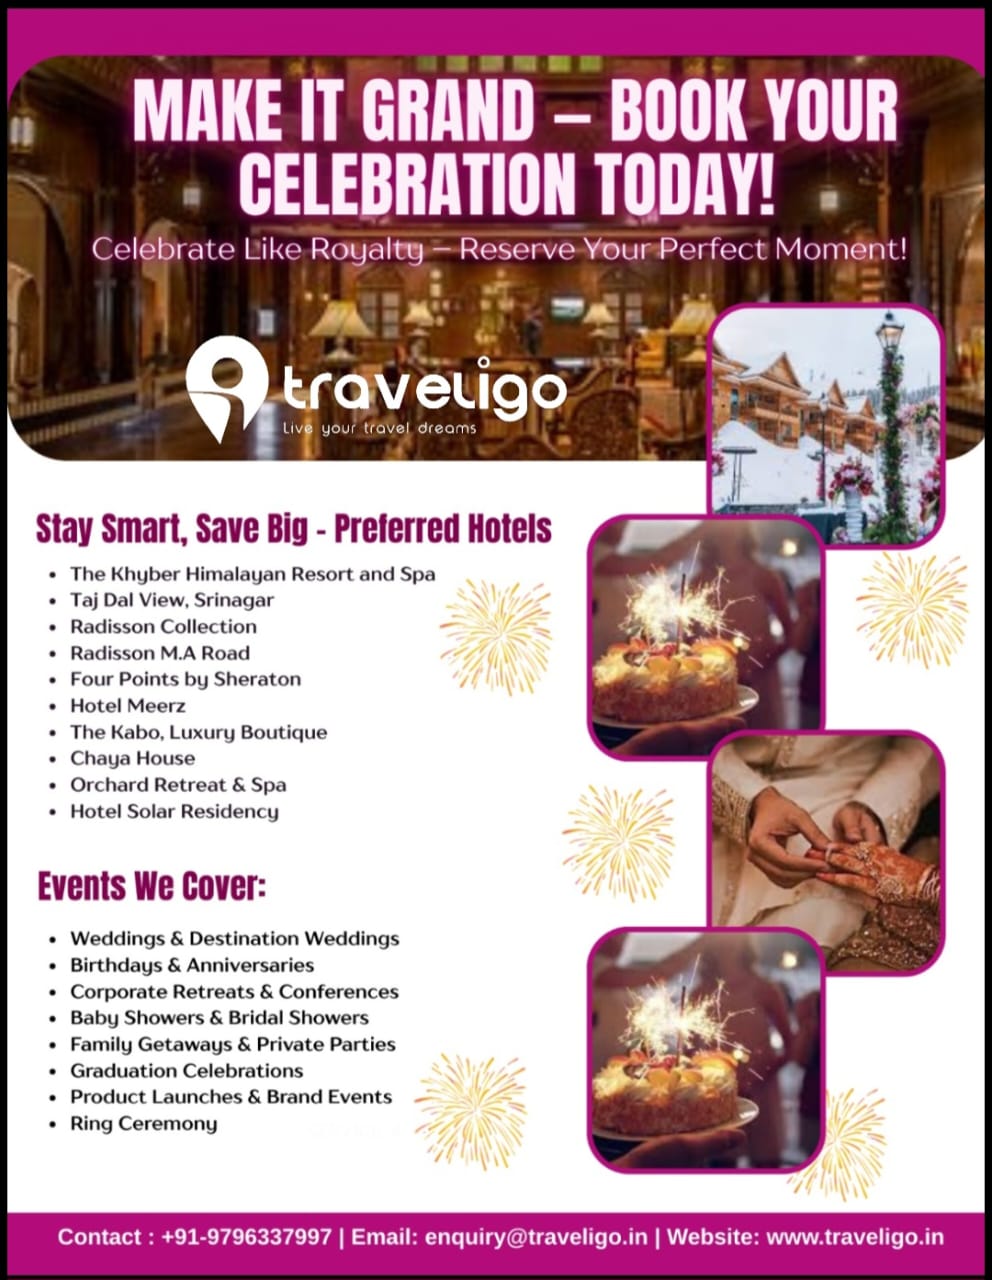 MAKE IT GRAND – BOOK YOUR
CELEBRATION TODAY!
Celebrate Like Royalty – Reserve Your Perfect Moment!
traveligo
Live your travel dreams
Stay Smart, Save Big - Preferred Hotels
• The Khyber Himalayan Resort and Spa
• Taj Dal View, Srinagar
• Radisson Collection
• Radisson M.A Road
• Four Points by Sheraton
• Hotel Meerz
• The Kabo, Luxury Boutique
• Chaya House
• Orchard Retreat & Spa
• Hotel Solar Residency
Events We Cover:
• Weddings & Destination Weddings
• Birthdays & Anniversaries
• Corporate Retreats & Conferences
• Baby Showers & Bridal Showers
• Family Getaways & Private Parties
• Graduation Celebrations
• Product Launches & Brand Events
• Ring Ceremony
Contact : +91-9796337997 | Email: enquiry@traveligo.in | Website: www.traveligo.in